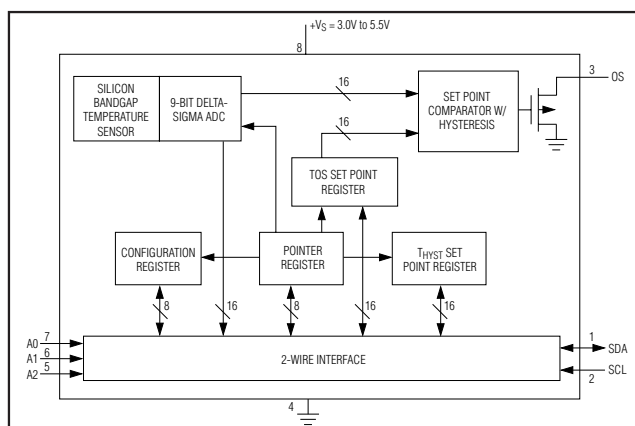 +VS = 3.0V to 5.5V
8
SILICON
BANDGAP
TEMPERATURE
SENSOR
9-BIT DELTA-
SIGMA ADC
16
16
SET POINT
COMPARATOR W/
HYSTERESIS
3
OS
TOS SET POINT
REGISTER
CONFIGURATION
REGISTER
POINTER
REGISTER
THYST SET
POINT REGISTER
8
16
8
16
16
A0
7
A1
6
A2
5
2-WIRE INTERFACE
1
SDA
SCL
2
4